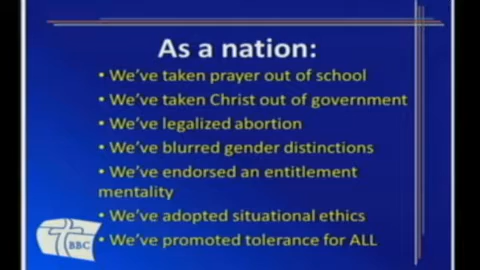 As a nation:
• We've taken prayer out of school
• We've taken Christ out of government
• We've legalized abortion
• We've blurred gender distinctions
• We've endorsed an entitlement
mentality
• We've adopted situational ethics
• We've promoted tolerance for ALL
BBC